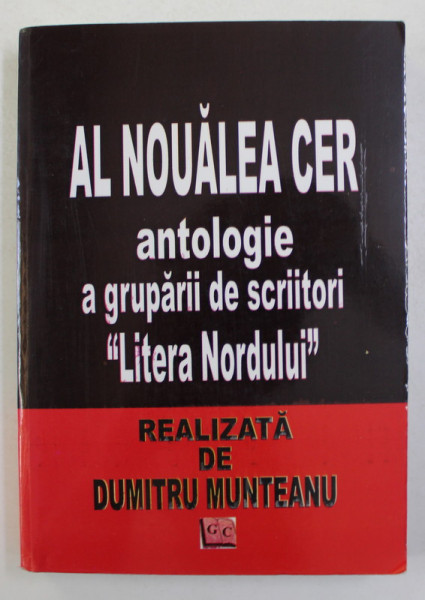 AL NOUĂLEA CER
antologie
a grupării de scriitori
“Litera Nordului”
REALIZATĂ
DE
DUMITRU MUNTEANU
G C